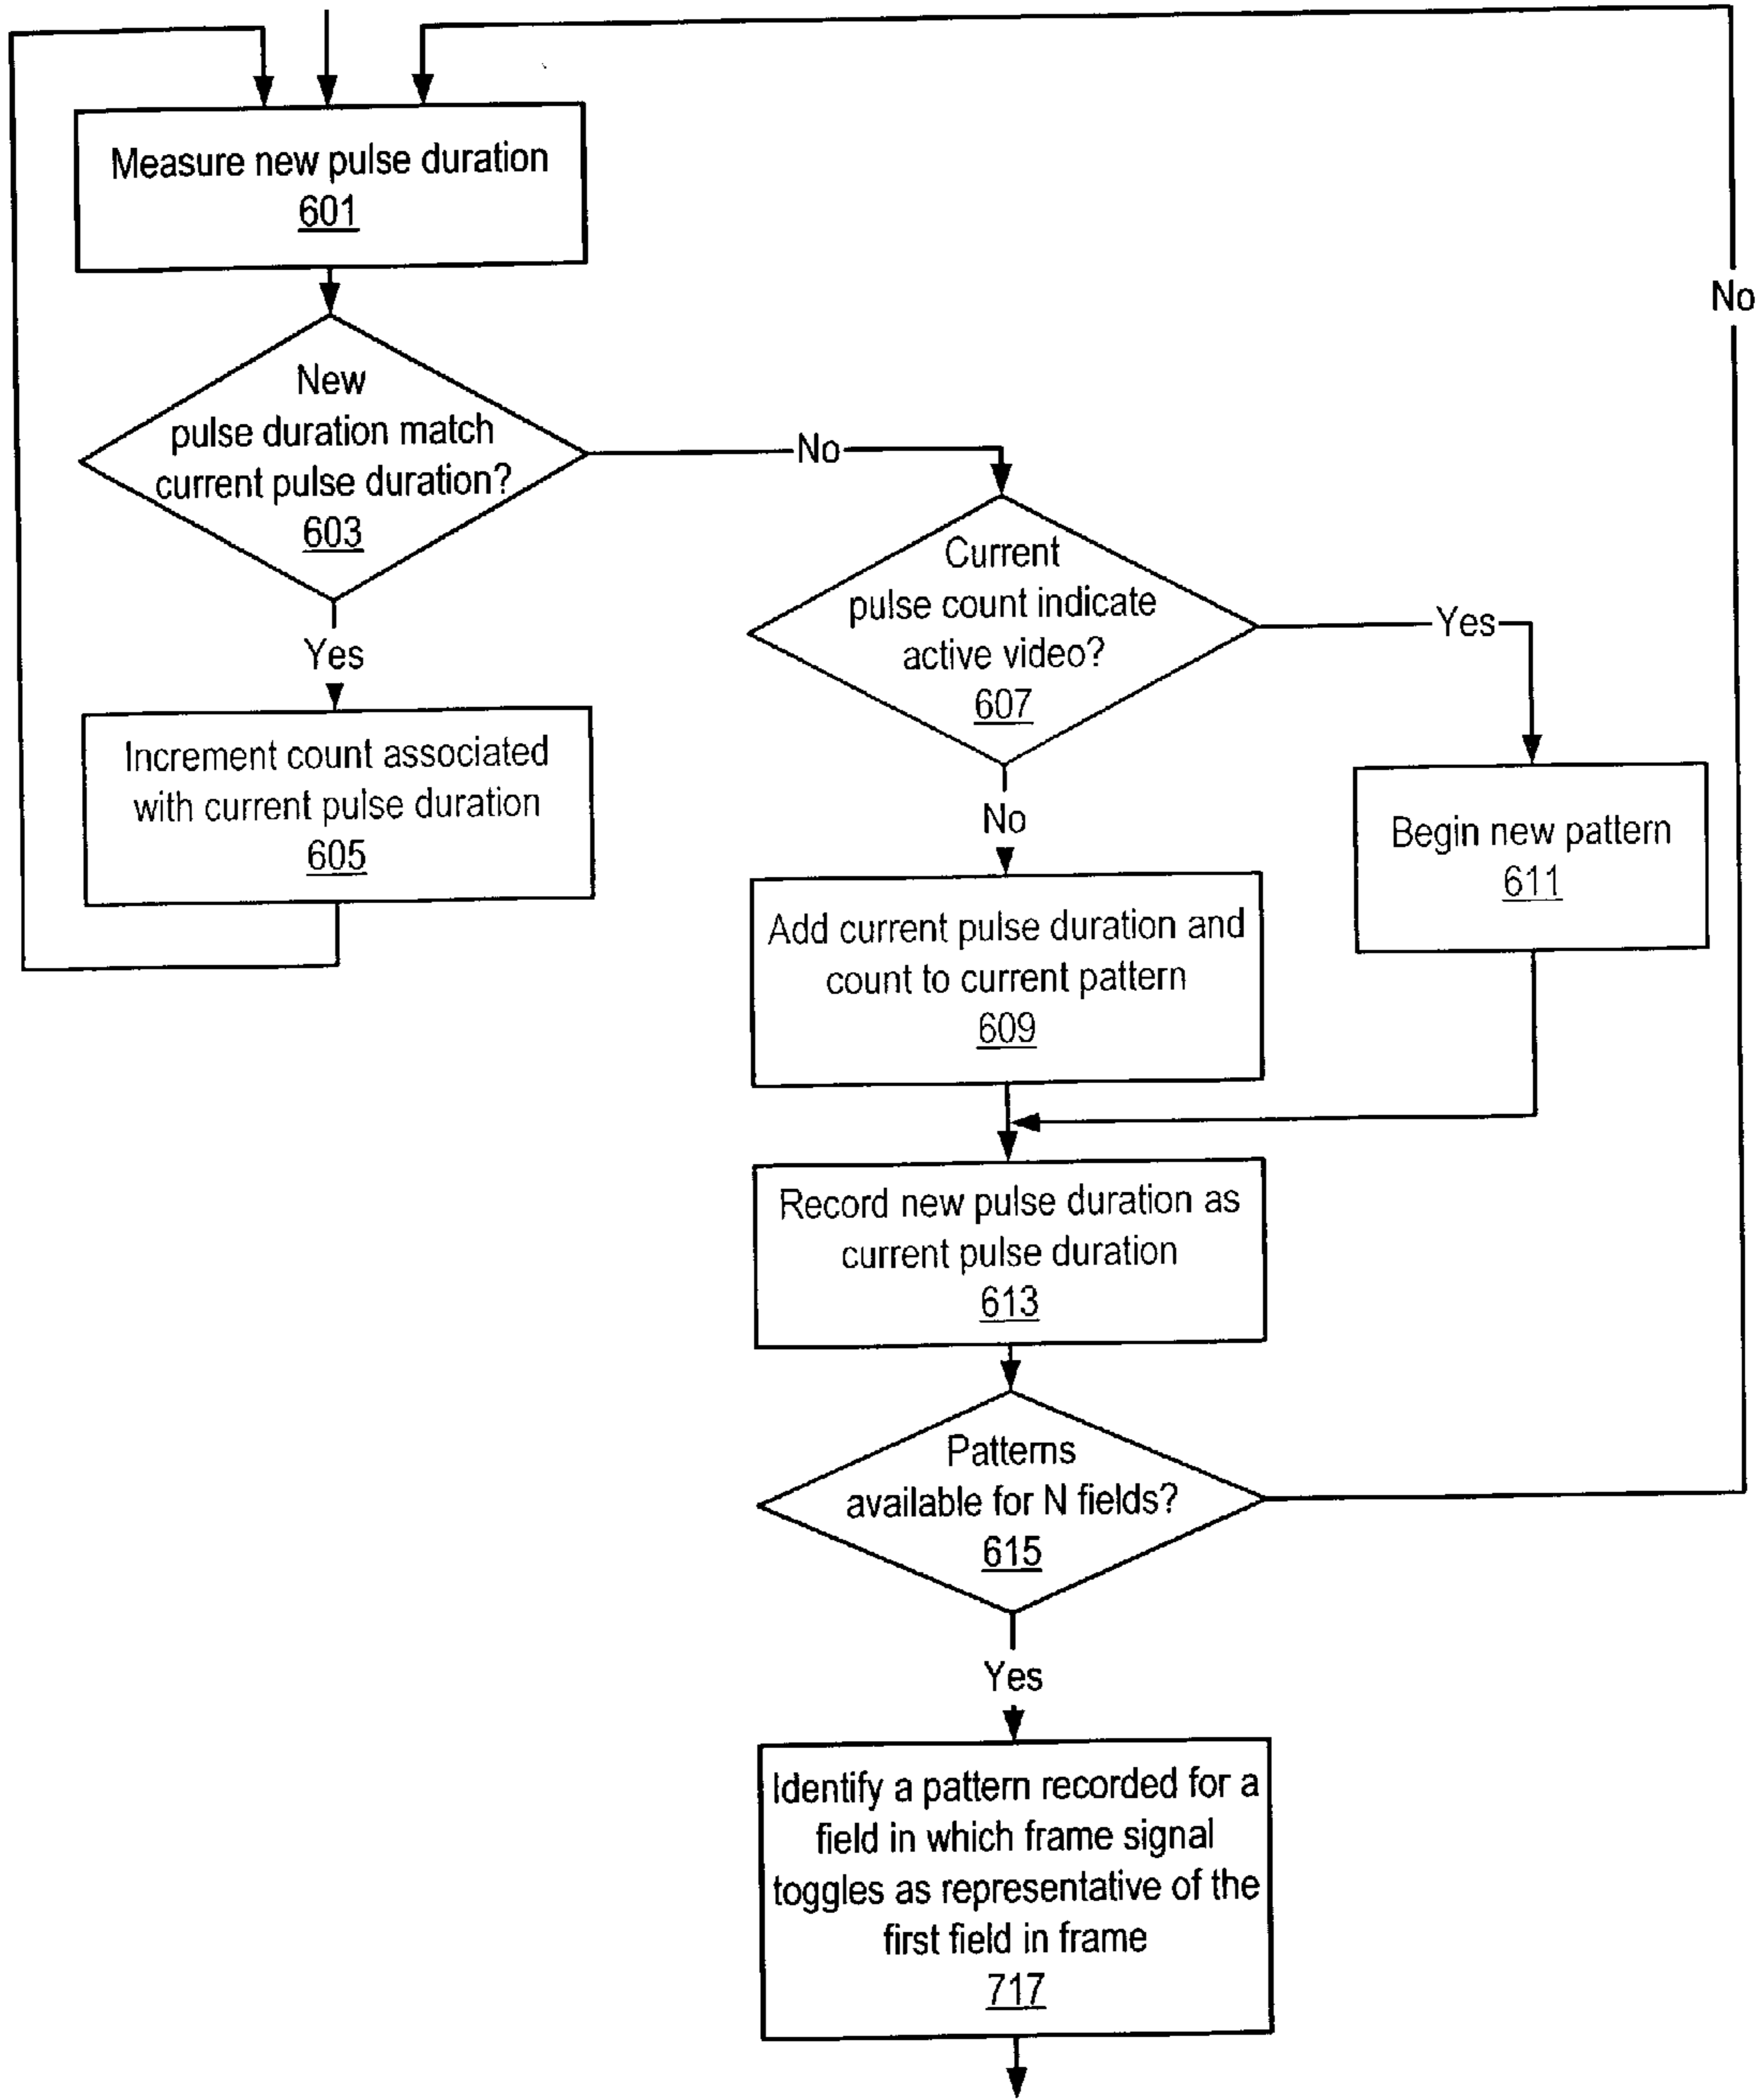 Measure new pulse duration
601
New
pulse duration match
current pulse duration?
603
No
Yes
Increment count associated
with current pulse duration
605
Current
pulse count indicate
active video?
607
Yes
No
Begin new pattern
611
Add current pulse duration and
count to current pattern
609
Record new pulse duration as
current pulse duration
613
Patterns
available for N fields?
615
No
Yes
Identify a pattern recorded for a
field in which frame signal
toggles as representative of the
first field in frame
717